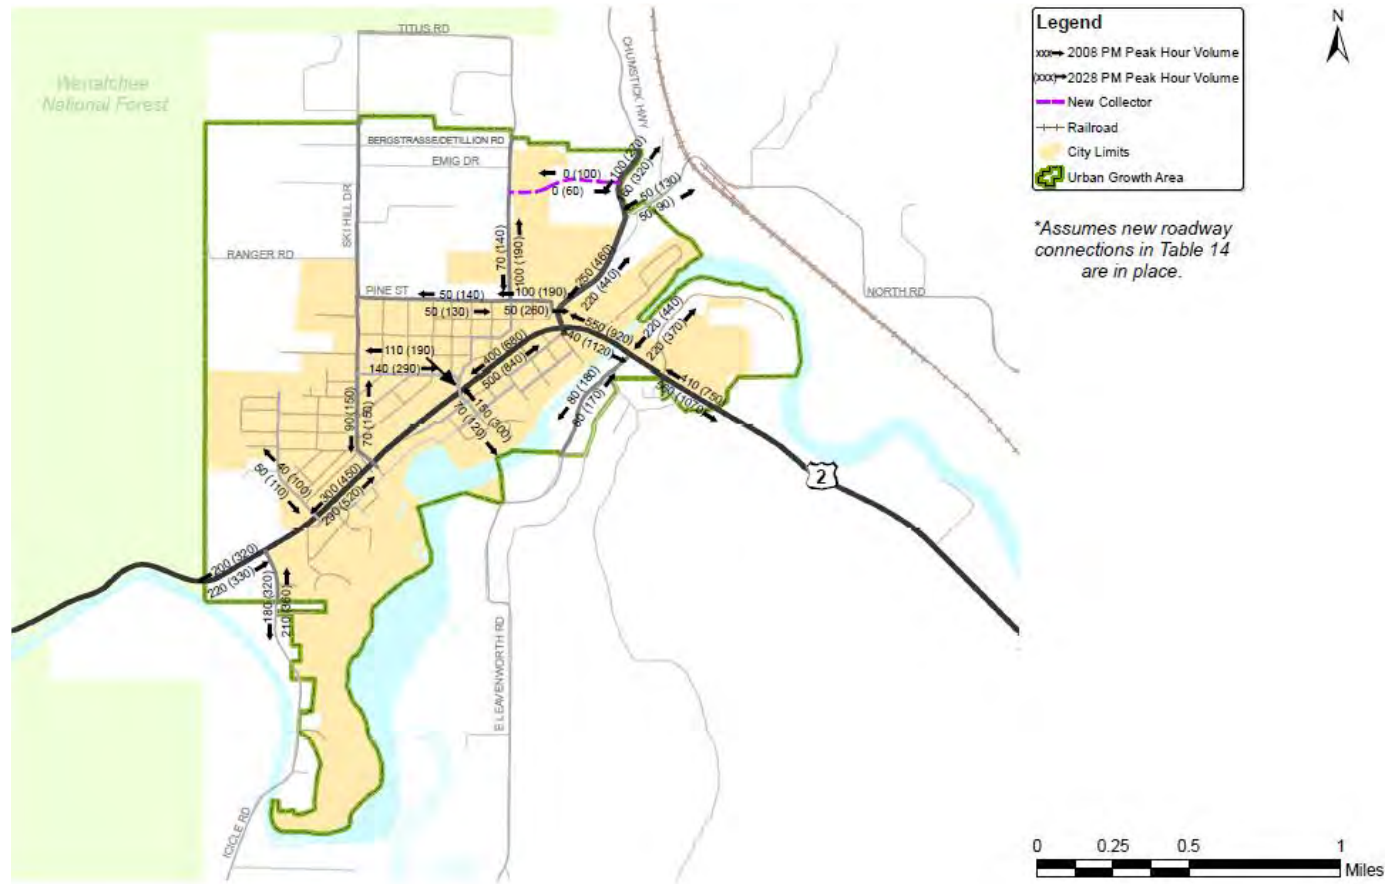 TITUS RD
CHUMSTICK HWY
N
Legend
xxx 2008 PM Peak Hour Volume
(xxx) 2028 PM Peak Hour Volume
New Collector
Railroad
City Limits
Urban Growth Area
*Assumes new roadway
connections in Table 14
are in place.
Wenatchee
National Forest
BERGSTRASSE/DETILLION RD
EMIG DR
0 (100)
0 (60)
60 (320)
50 (130)
50 (90)
SKI HILL DR
70 (140)
100 (190)
RANGER RD
250 (460)
220 (440)
PINE ST
50 (140)
100 (190)
50 (130)
50 (260)
NORTH RD
550 (920)
220 (440)
220 (370)
110 (190)
140 (290)
400 (680)
500 (840)
80 (180)
80 (170)
410 (750)
90 (150)
70 (150)
150 (300)
70 (120)
40 (100)
50 (110)
300 (450)
290 (520)
2
200 (320)
220 (330)
180 (320)
210 (360)
E LEAVENWORTH RD
ICICLE RD
0 0.25 0.5 1
Miles